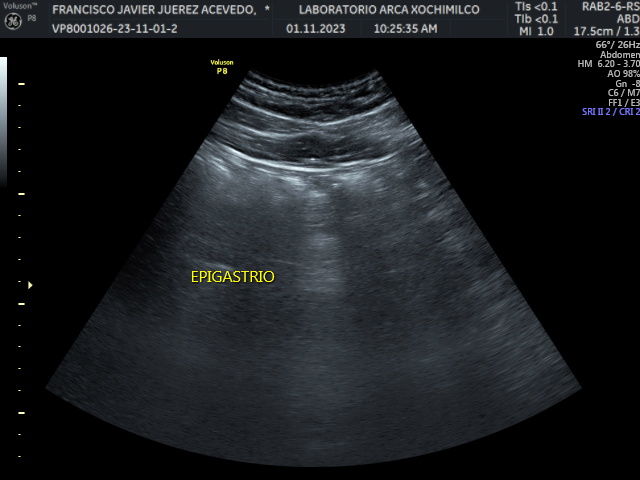 Voluson™
P8
FRANCISCO JAVIER JUEREZ ACEVEDO, *
LABORATORIO ARCA XOCHIMILCO
TIs <0.1
RAB2-6-RS
VP8001026-23-11-01-2
01.11.2023
10:25:35 AM
TIb <0.1
ABD
MI 1.0
17.5cm / 1.3
66°/ 26Hz
Abdomen
HM 6.20 - 3.70
AO 98%
Gn -8
C6 / M7
FF1 / E3
SRI II 2 / CRI 2
Voluson
P8
EPIGASTRIO